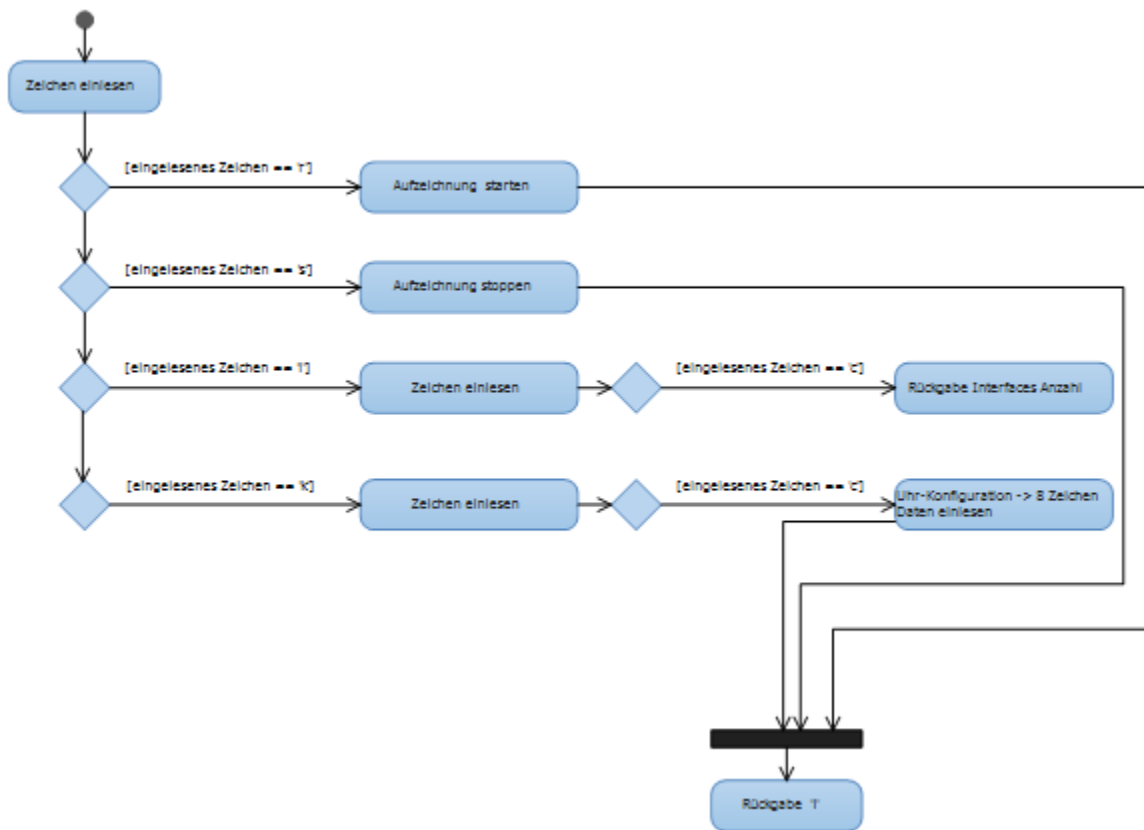 Zeichen einlesen
[eingelesenes Zeichen == 'r']
Aufzeichnung starten
[eingelesenes Zeichen == 's']
Aufzeichnung stoppen
[eingelesenes Zeichen ==
Zeichen einlesen
[eingelesenes Zeichen == 'c']
Rückgabe Interfaces Anzahl
[eingelesenes Zeichen == 'k']
Zeichen einlesen
[eingelesenes Zeichen == 'c']
Uhr-Konfiguration -> 8 Zeichen
Daten einlesen
Rückgabe